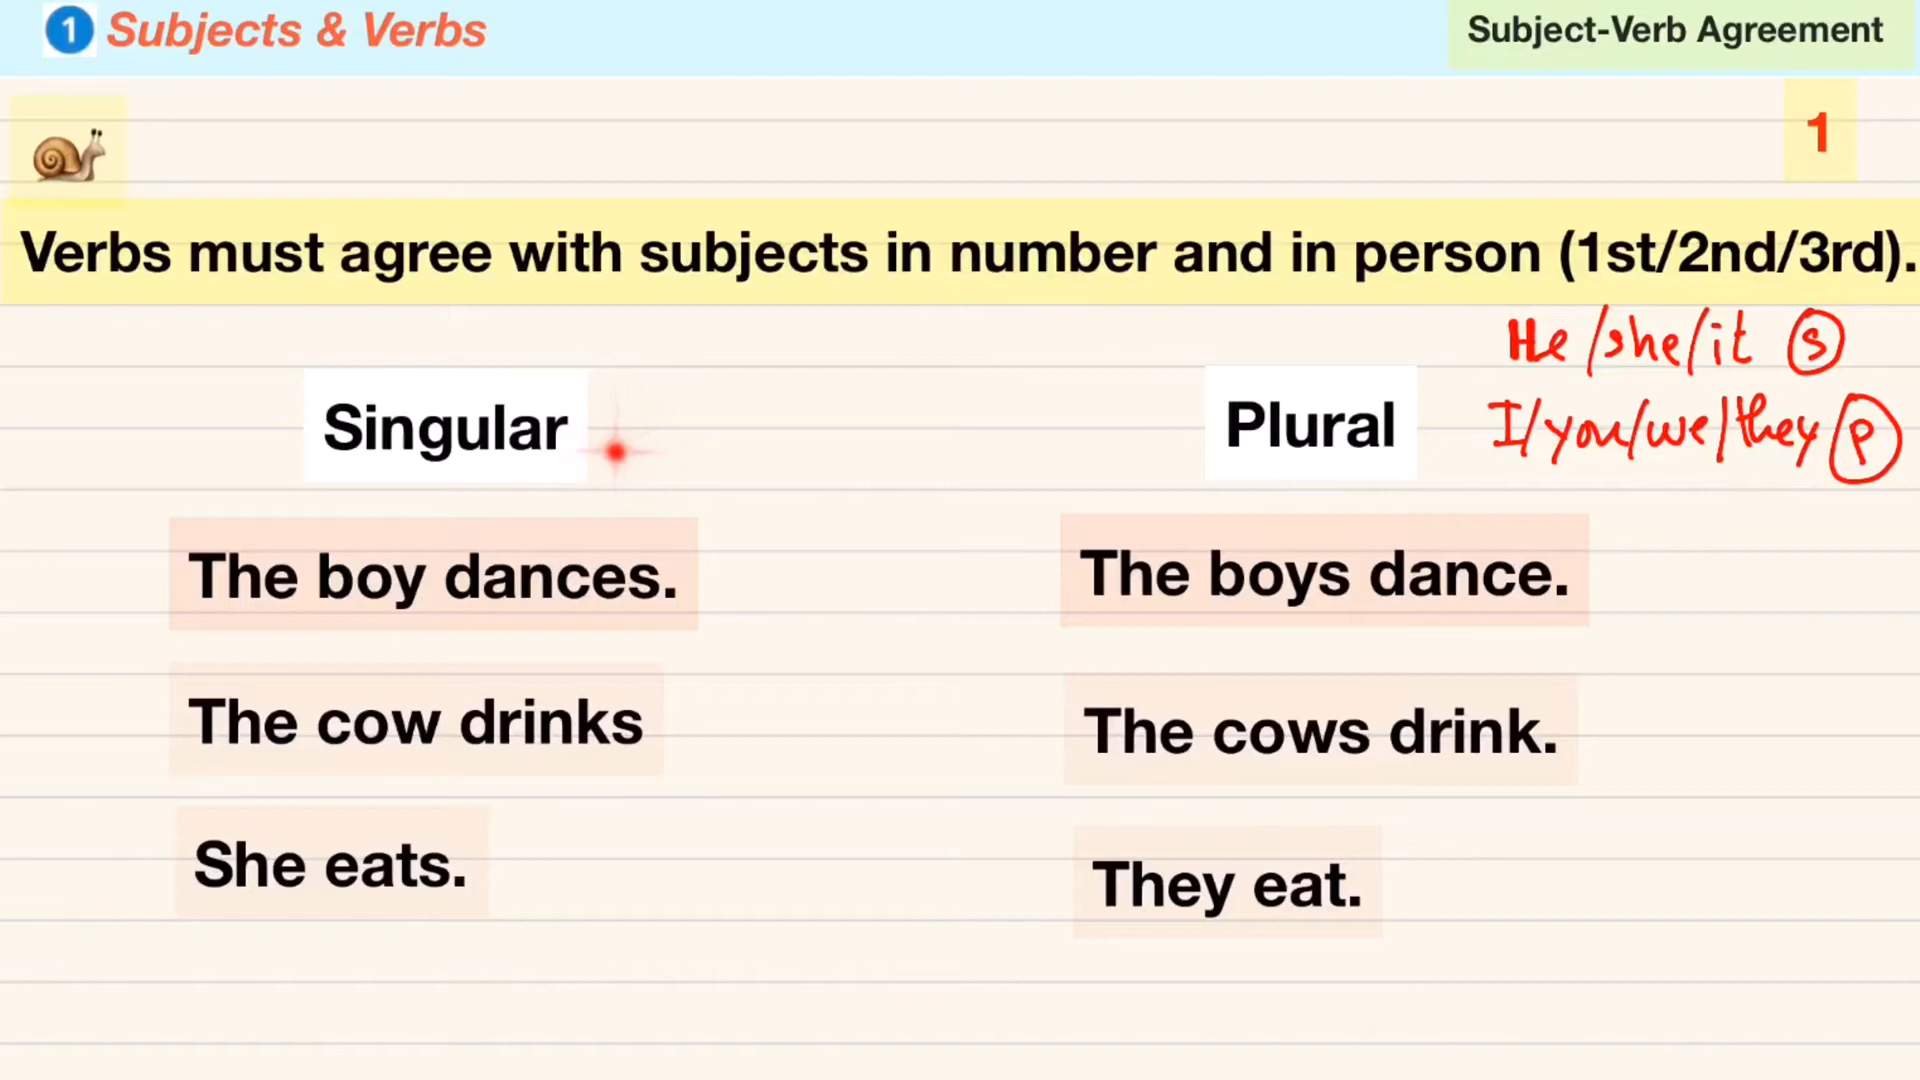 1 Subjects & Verbs
Subject-Verb Agreement
1
Verbs must agree with subjects in number and in person (1st/2nd/3rd).
He/she/it S
I/you/we/they P
Singular
Plural
The boy dances.
The boys dance.
The cow drinks
The cows drink.
She eats.
They eat.